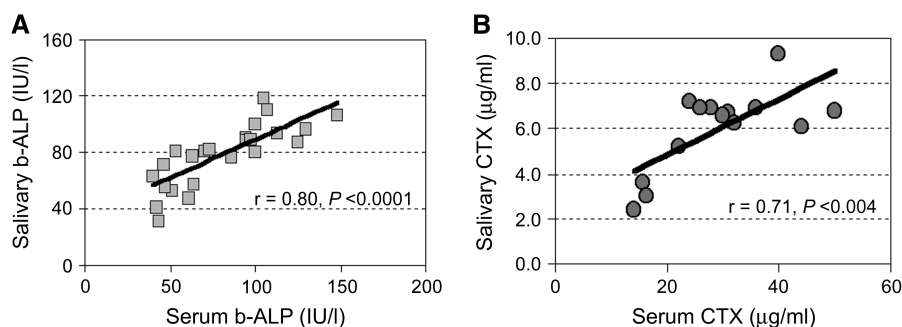 A
Salivary b-ALP (IU/l)
160
120
80
40
0
r = 0.80, P <0.0001
0 50 100 150 200
Serum b-ALP (IU/l)
B
Salivary CTX (μg/ml)
10.0
8.0
6.0
4.0
2.0
0.0
r = 0.71, P <0.004
0 20 40 60
Serum CTX (μg/ml)